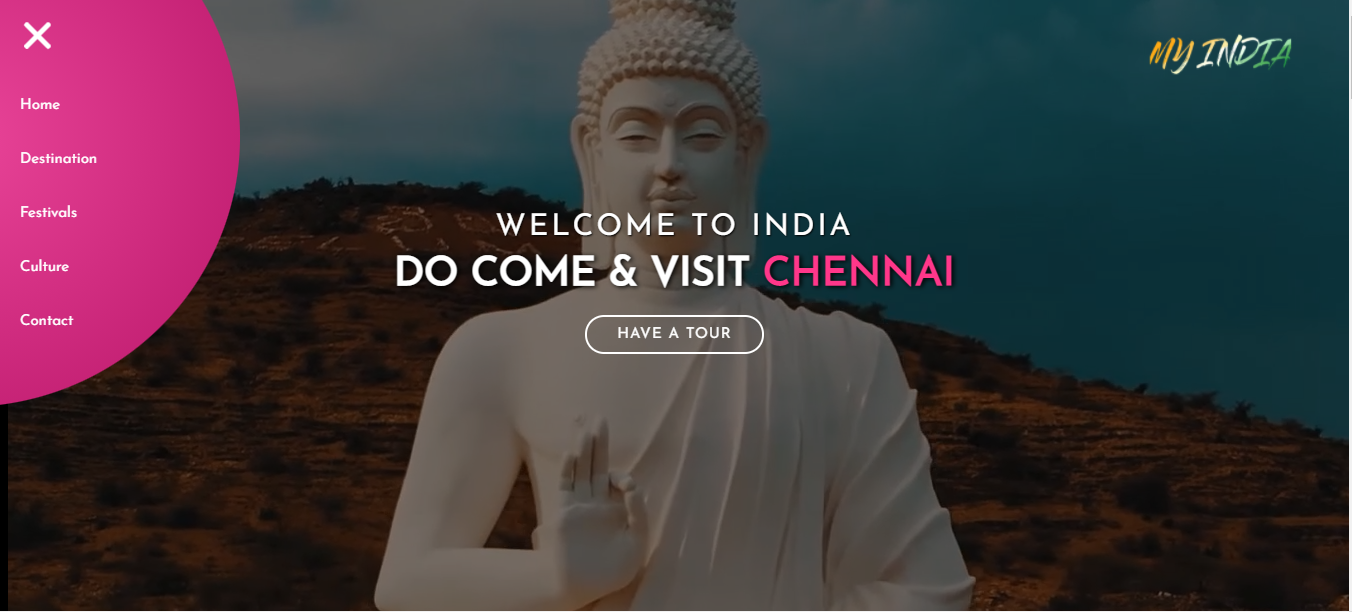 MY INDIA
Home
Destination
Festivals
Culture
Contact
WELCOME TO INDIA
DO COME & VISIT CHENNAI
HAVE A TOUR